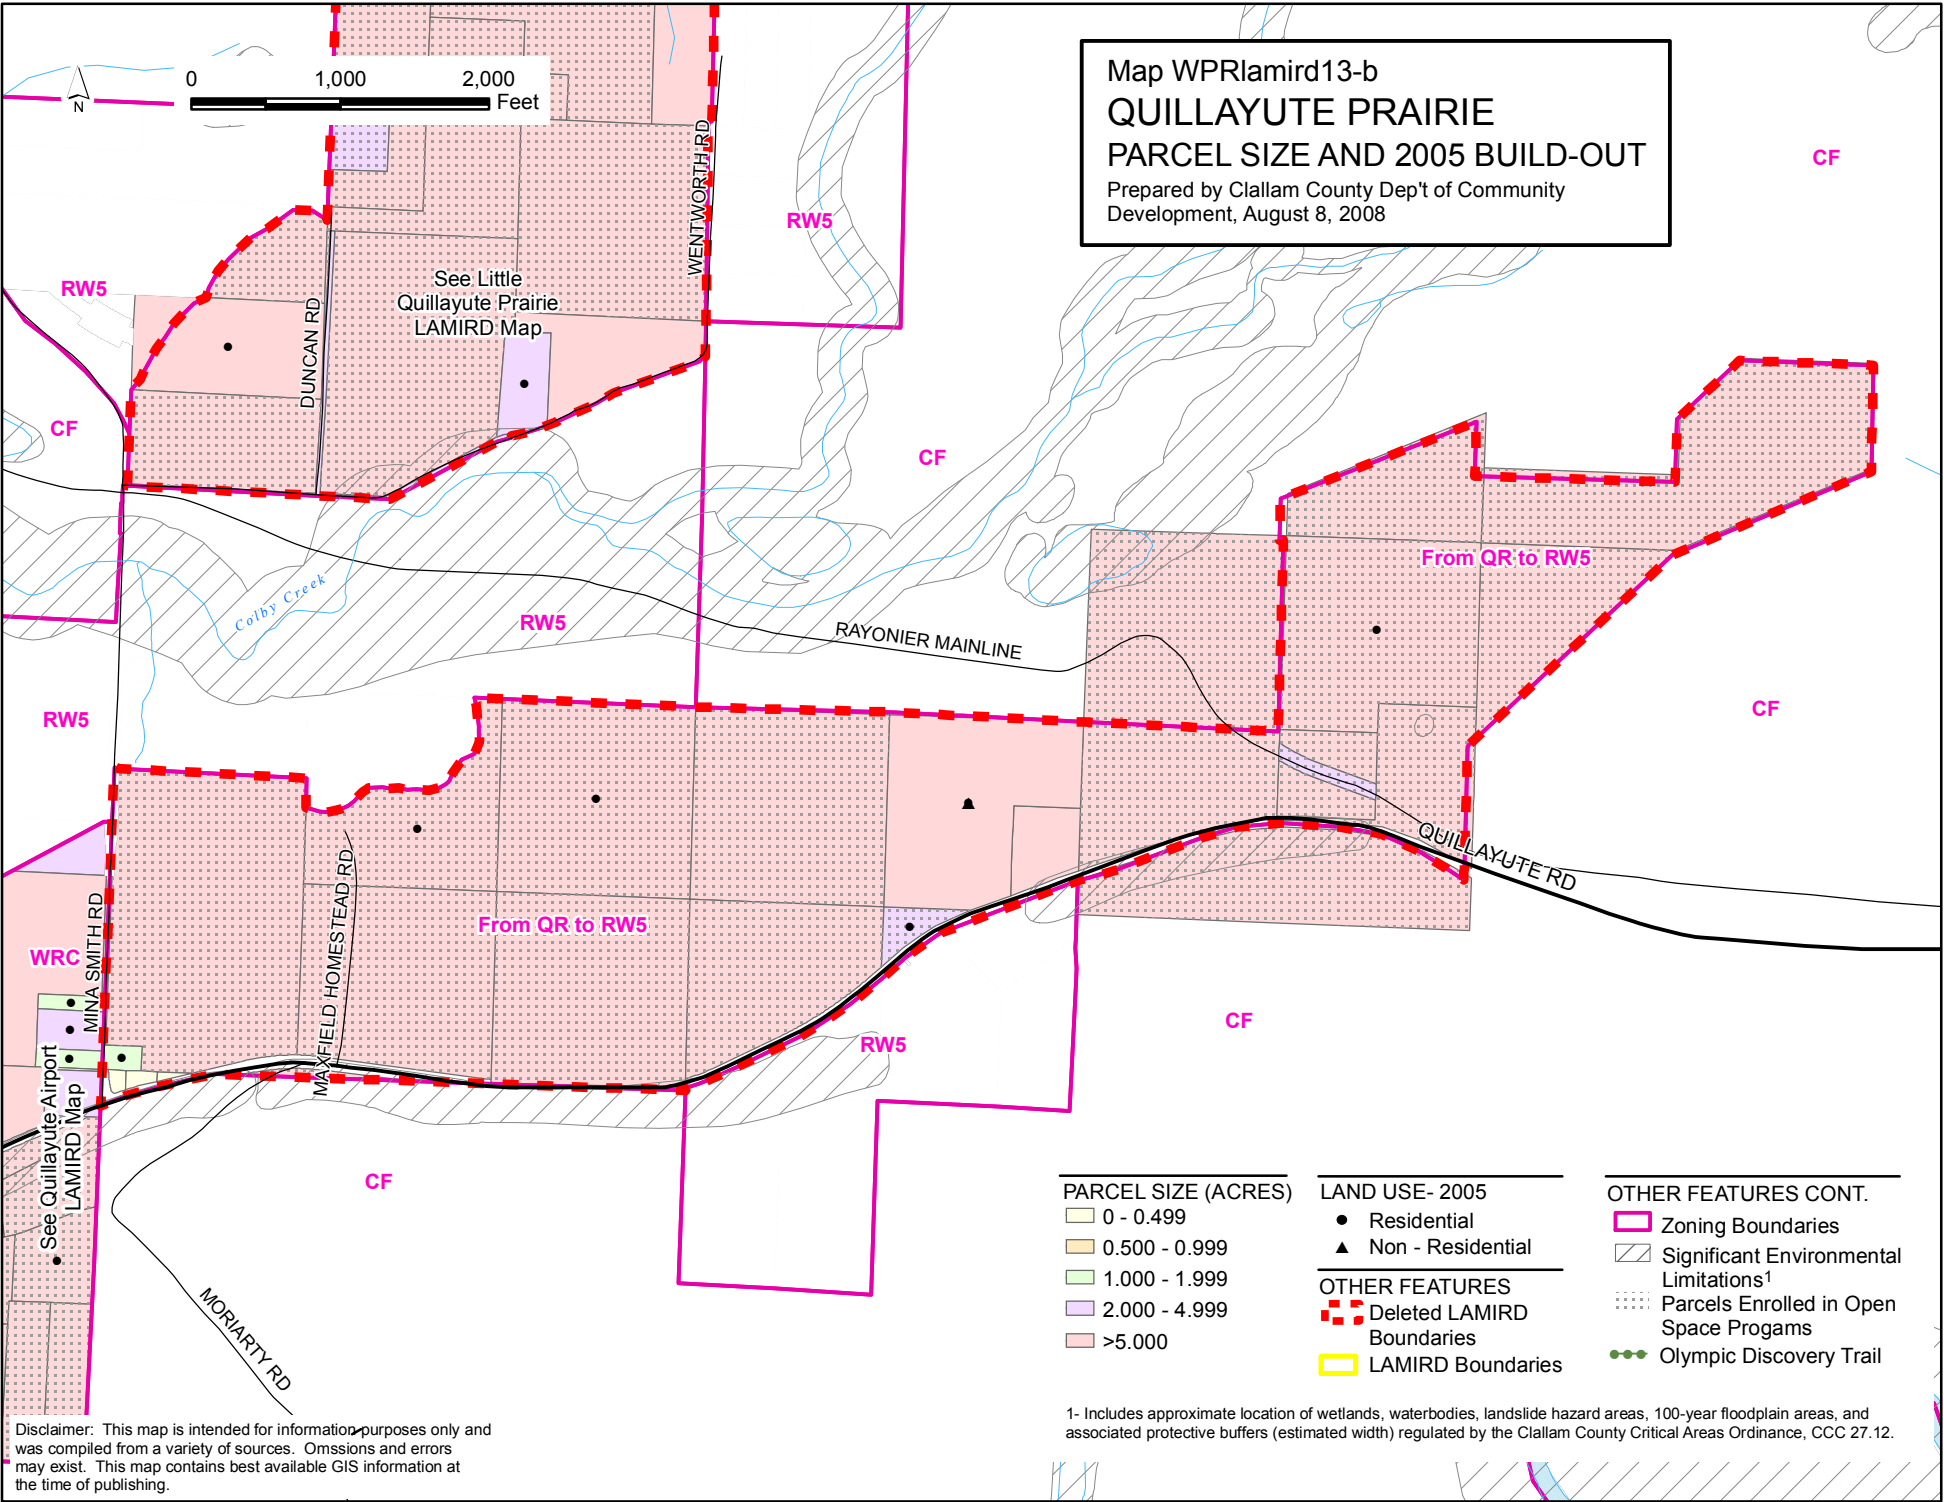 Map WPRlamird13-b
QUILLAYUTE PRAIRIE
PARCEL SIZE AND 2005 BUILD-OUT
Prepared by Clallam County Dep't of Community
Development, August 8, 2008
0 1,000 2,000
Feet
N
CF
RW5
WENTWORTH RD
RW5
See Little
Quillayute Prairie
LAMIRD Map
DUNCAN RD
CF
CF
From QR to RW5
Colby Creek
RW5
RAYONIER MAINLINE
RW5
CF
QUILLAYUTE RD
MAXFIELD HOMESTEAD RD
From QR to RW5
MINA SMITH RD
WRC
CF
RW5
See Quillayute Airport
LAMIRD Map
CF
MORIARTY RD
PARCEL SIZE (ACRES)
0 - 0.499
0.500 - 0.999
1.000 - 1.999
2.000 - 4.999
>5.000
LAND USE- 2005
Residential
Non - Residential
OTHER FEATURES
Deleted LAMIRD
Boundaries
LAMIRD Boundaries
OTHER FEATURES CONT.
Zoning Boundaries
Significant Environmental
Limitations¹
Parcels Enrolled in Open
Space Progams
Olympic Discovery Trail
1- Includes approximate location of wetlands, waterbodies, landslide hazard areas, 100-year floodplain areas, and
associated protective buffers (estimated width) regulated by the Clallam County Critical Areas Ordinance, CCC 27.12.
Disclaimer: This map is intended for information purposes only and
was compiled from a variety of sources. Omssions and errors
may exist. This map contains best available GIS information at
the time of publishing.